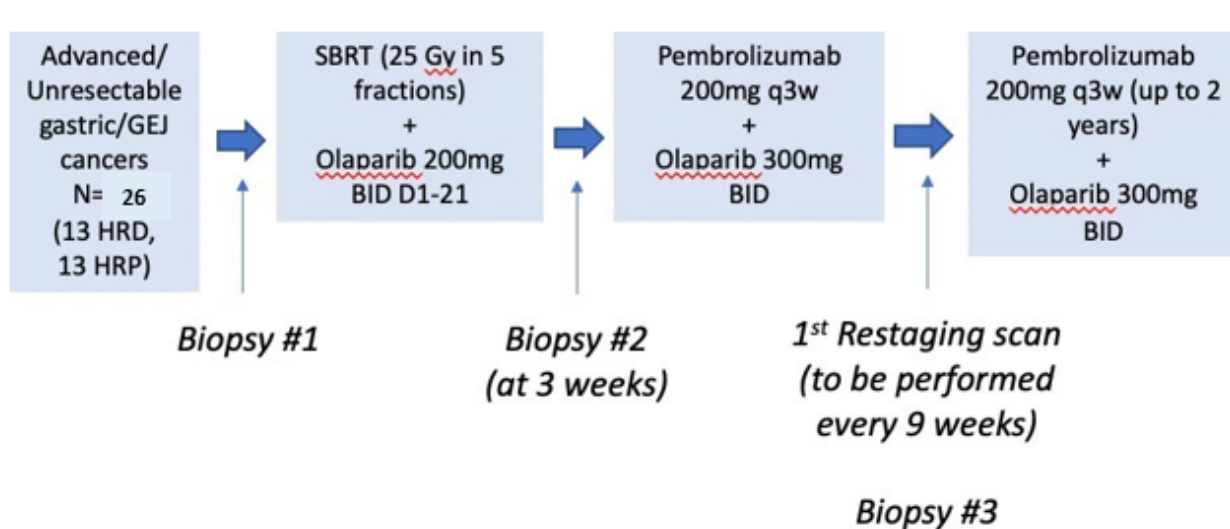 Advanced/
Unresectable
gastric/GEJ
cancers
N= 26
(13 HRD,
13 HRP)
SBRT (25 Gy in 5
fractions)
+
Olaparib 200mg
BID D1-21
Pembrolizumab
200mg q3w
+
Olaparib 300mg
BID
Pembrolizumab
200mg q3w (up to 2
years)
+
Olaparib 300mg
BID
Biopsy #1
Biopsy #2
(at 3 weeks)
1st Restaging scan
(to be performed
every 9 weeks)
Biopsy #3